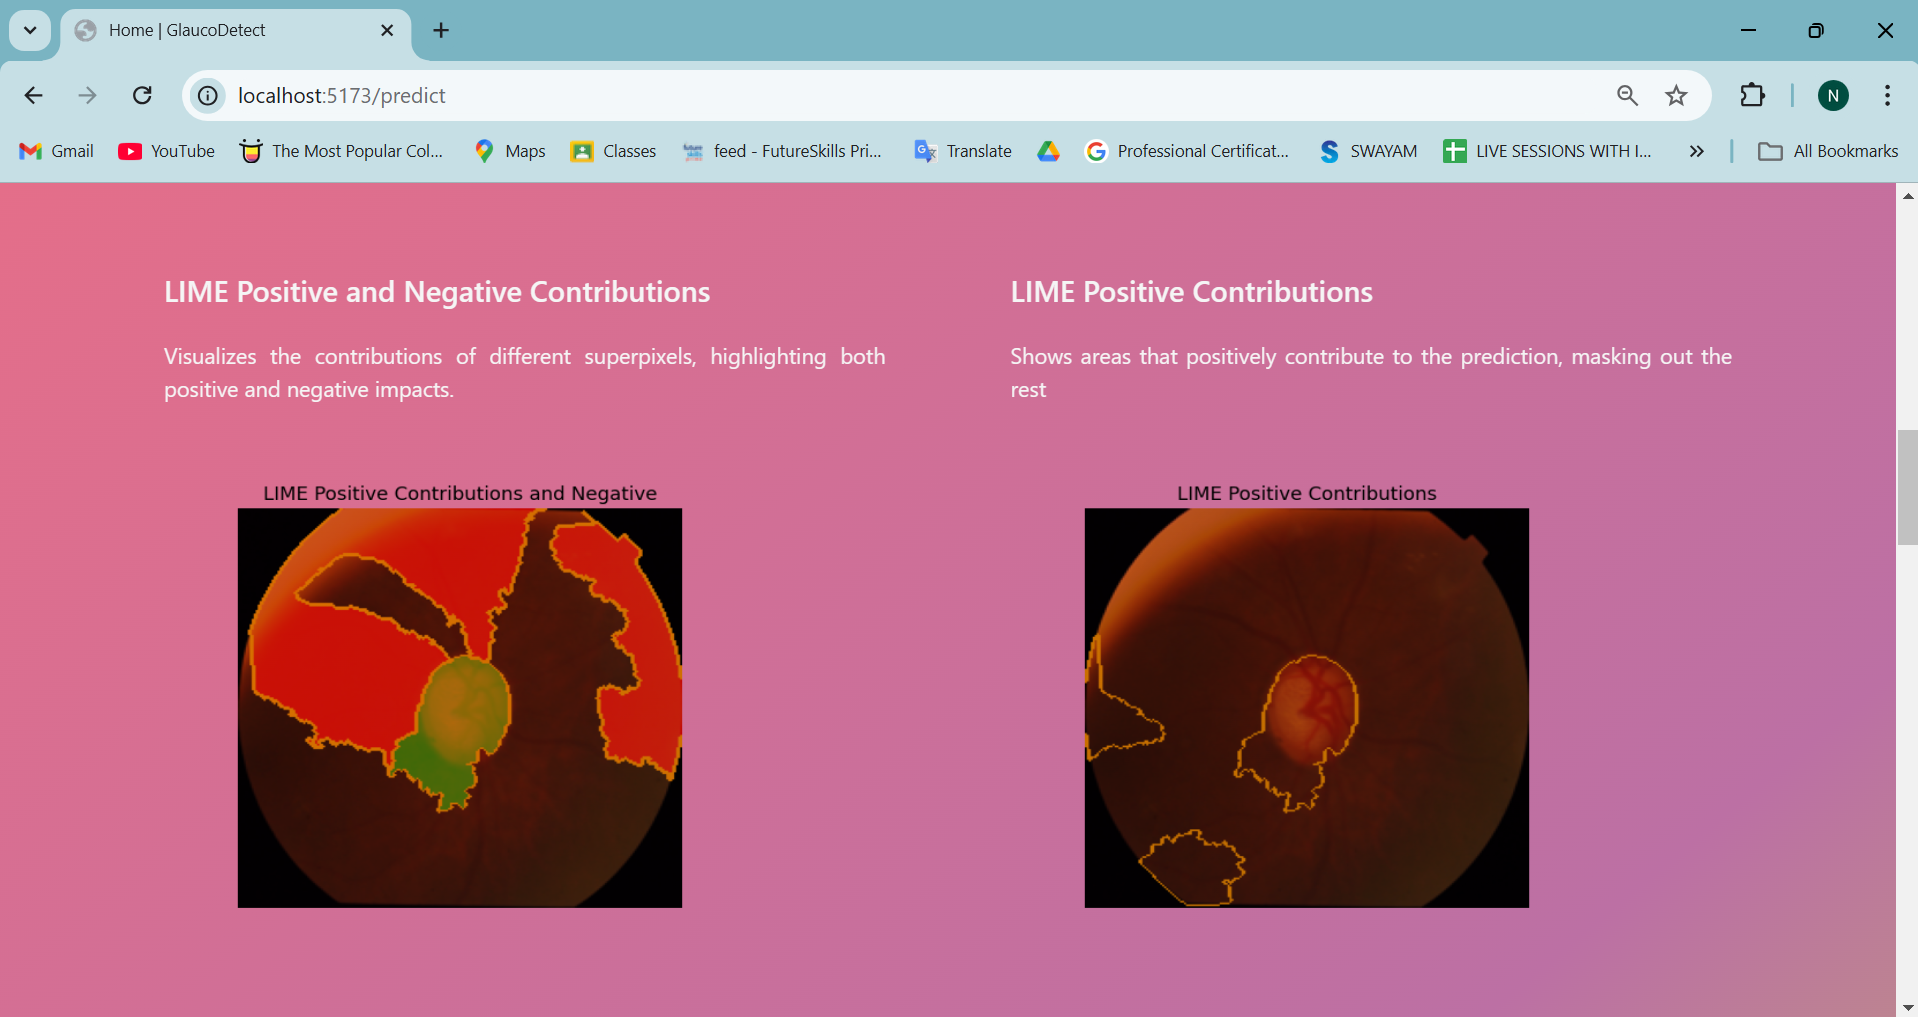 Home | GlaucoDetect
localhost:5173/predict
N
Gmail YouTube The Most Popular Col... Maps Classes feed - FutureSkills Pri... Translate Professional Certificat... SWAYAM LIVE SESSIONS WITH I... All Bookmarks
LIME Positive and Negative Contributions
Visualizes the contributions of different superpixels, highlighting both
positive and negative impacts.
LIME Positive Contributions and Negative
LIME Positive Contributions
Shows areas that positively contribute to the prediction, masking out the
rest
LIME Positive Contributions